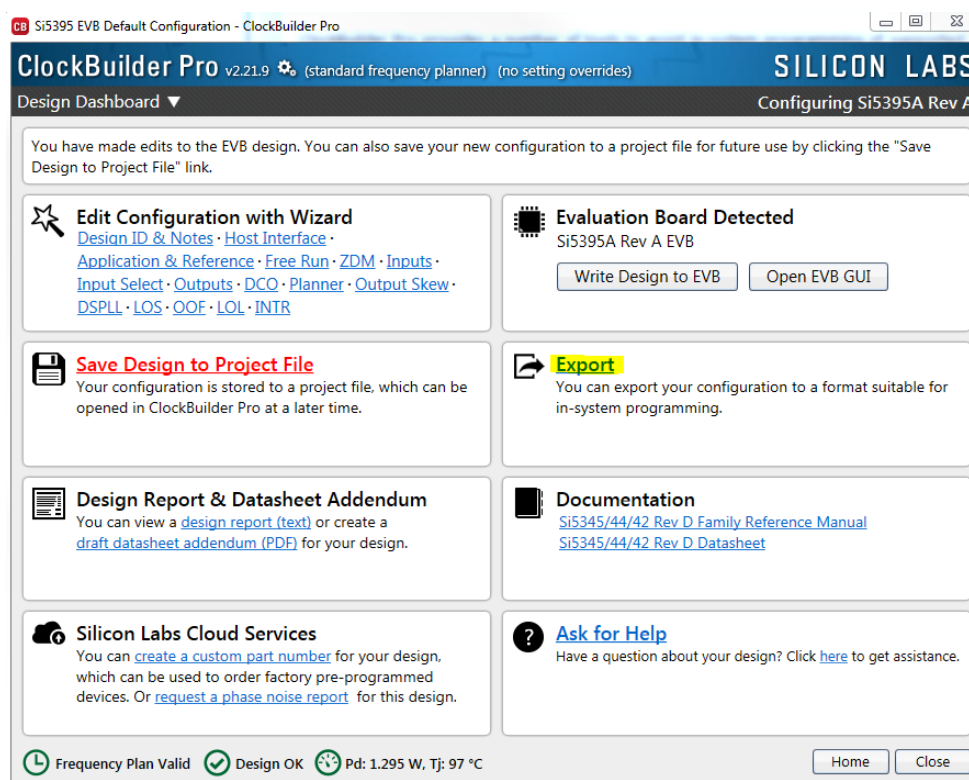 CB Si5395 EVB Default Configuration - ClockBuilder Pro
ClockBuilder Pro v2.21.9 (standard frequency planner) (no setting overrides) SILICON LABS
Design Dashboard ▼ Configuring Si5395A Rev A
You have made edits to the EVB design. You can also save your new configuration to a project file for future use by clicking the "Save
Design to Project File" link.
Edit Configuration with Wizard
Design ID & Notes · Host Interface ·
Application & Reference · Free Run · ZDM · Inputs ·
Input Select · Outputs · DCO · Planner · Output Skew ·
DSPLL · LOS · OOF · LOL · INTR
Evaluation Board Detected
Si5395A Rev A EVB
Write Design to EVB Open EVB GUI
Save Design to Project File
Your configuration is stored to a project file, which can be
opened in ClockBuilder Pro at a later time.
Export
You can export your configuration to a format suitable for
in-system programming.
Design Report & Datasheet Addendum
You can view a design report (text) or create a
draft datasheet addendum (PDF) for your design.
Documentation
Si5345/44/42 Rev D Family Reference Manual
Si5345/44/42 Rev D Datasheet
Silicon Labs Cloud Services
You can create a custom part number for your design,
which can be used to order factory pre-programmed
devices. Or request a phase noise report for this design.
? Ask for Help
Have a question about your design? Click here to get assistance.
Frequency Plan Valid Design OK Pd: 1.295 W, Tj: 97 °C Home Close